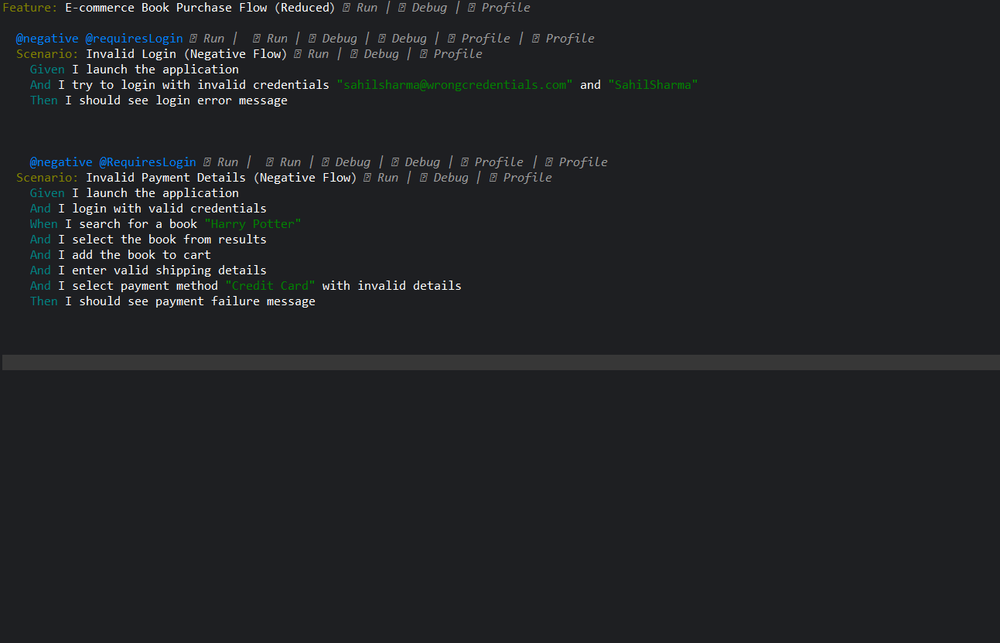 Feature: E-commerce Book Purchase Flow (Reduced) Run | Debug | Profile
@negative @requiresLogin Run | Run | Debug | Debug | Profile | Profile
Scenario: Invalid Login (Negative Flow) Run | Debug | Profile
Given I launch the application
And I try to login with invalid credentials "sahilsharma@wrongcredentials.com" and "SahilSharma"
Then I should see login error message
@negative @RequiresLogin Run | Run | Debug | Debug | Profile | Profile
Scenario: Invalid Payment Details (Negative Flow) Run | Debug | Profile
Given I launch the application
And I login with valid credentials
When I search for a book "Harry Potter"
And I select the book from results
And I add the book to cart
And I enter valid shipping details
And I select payment method "Credit Card" with invalid details
Then I should see payment failure message